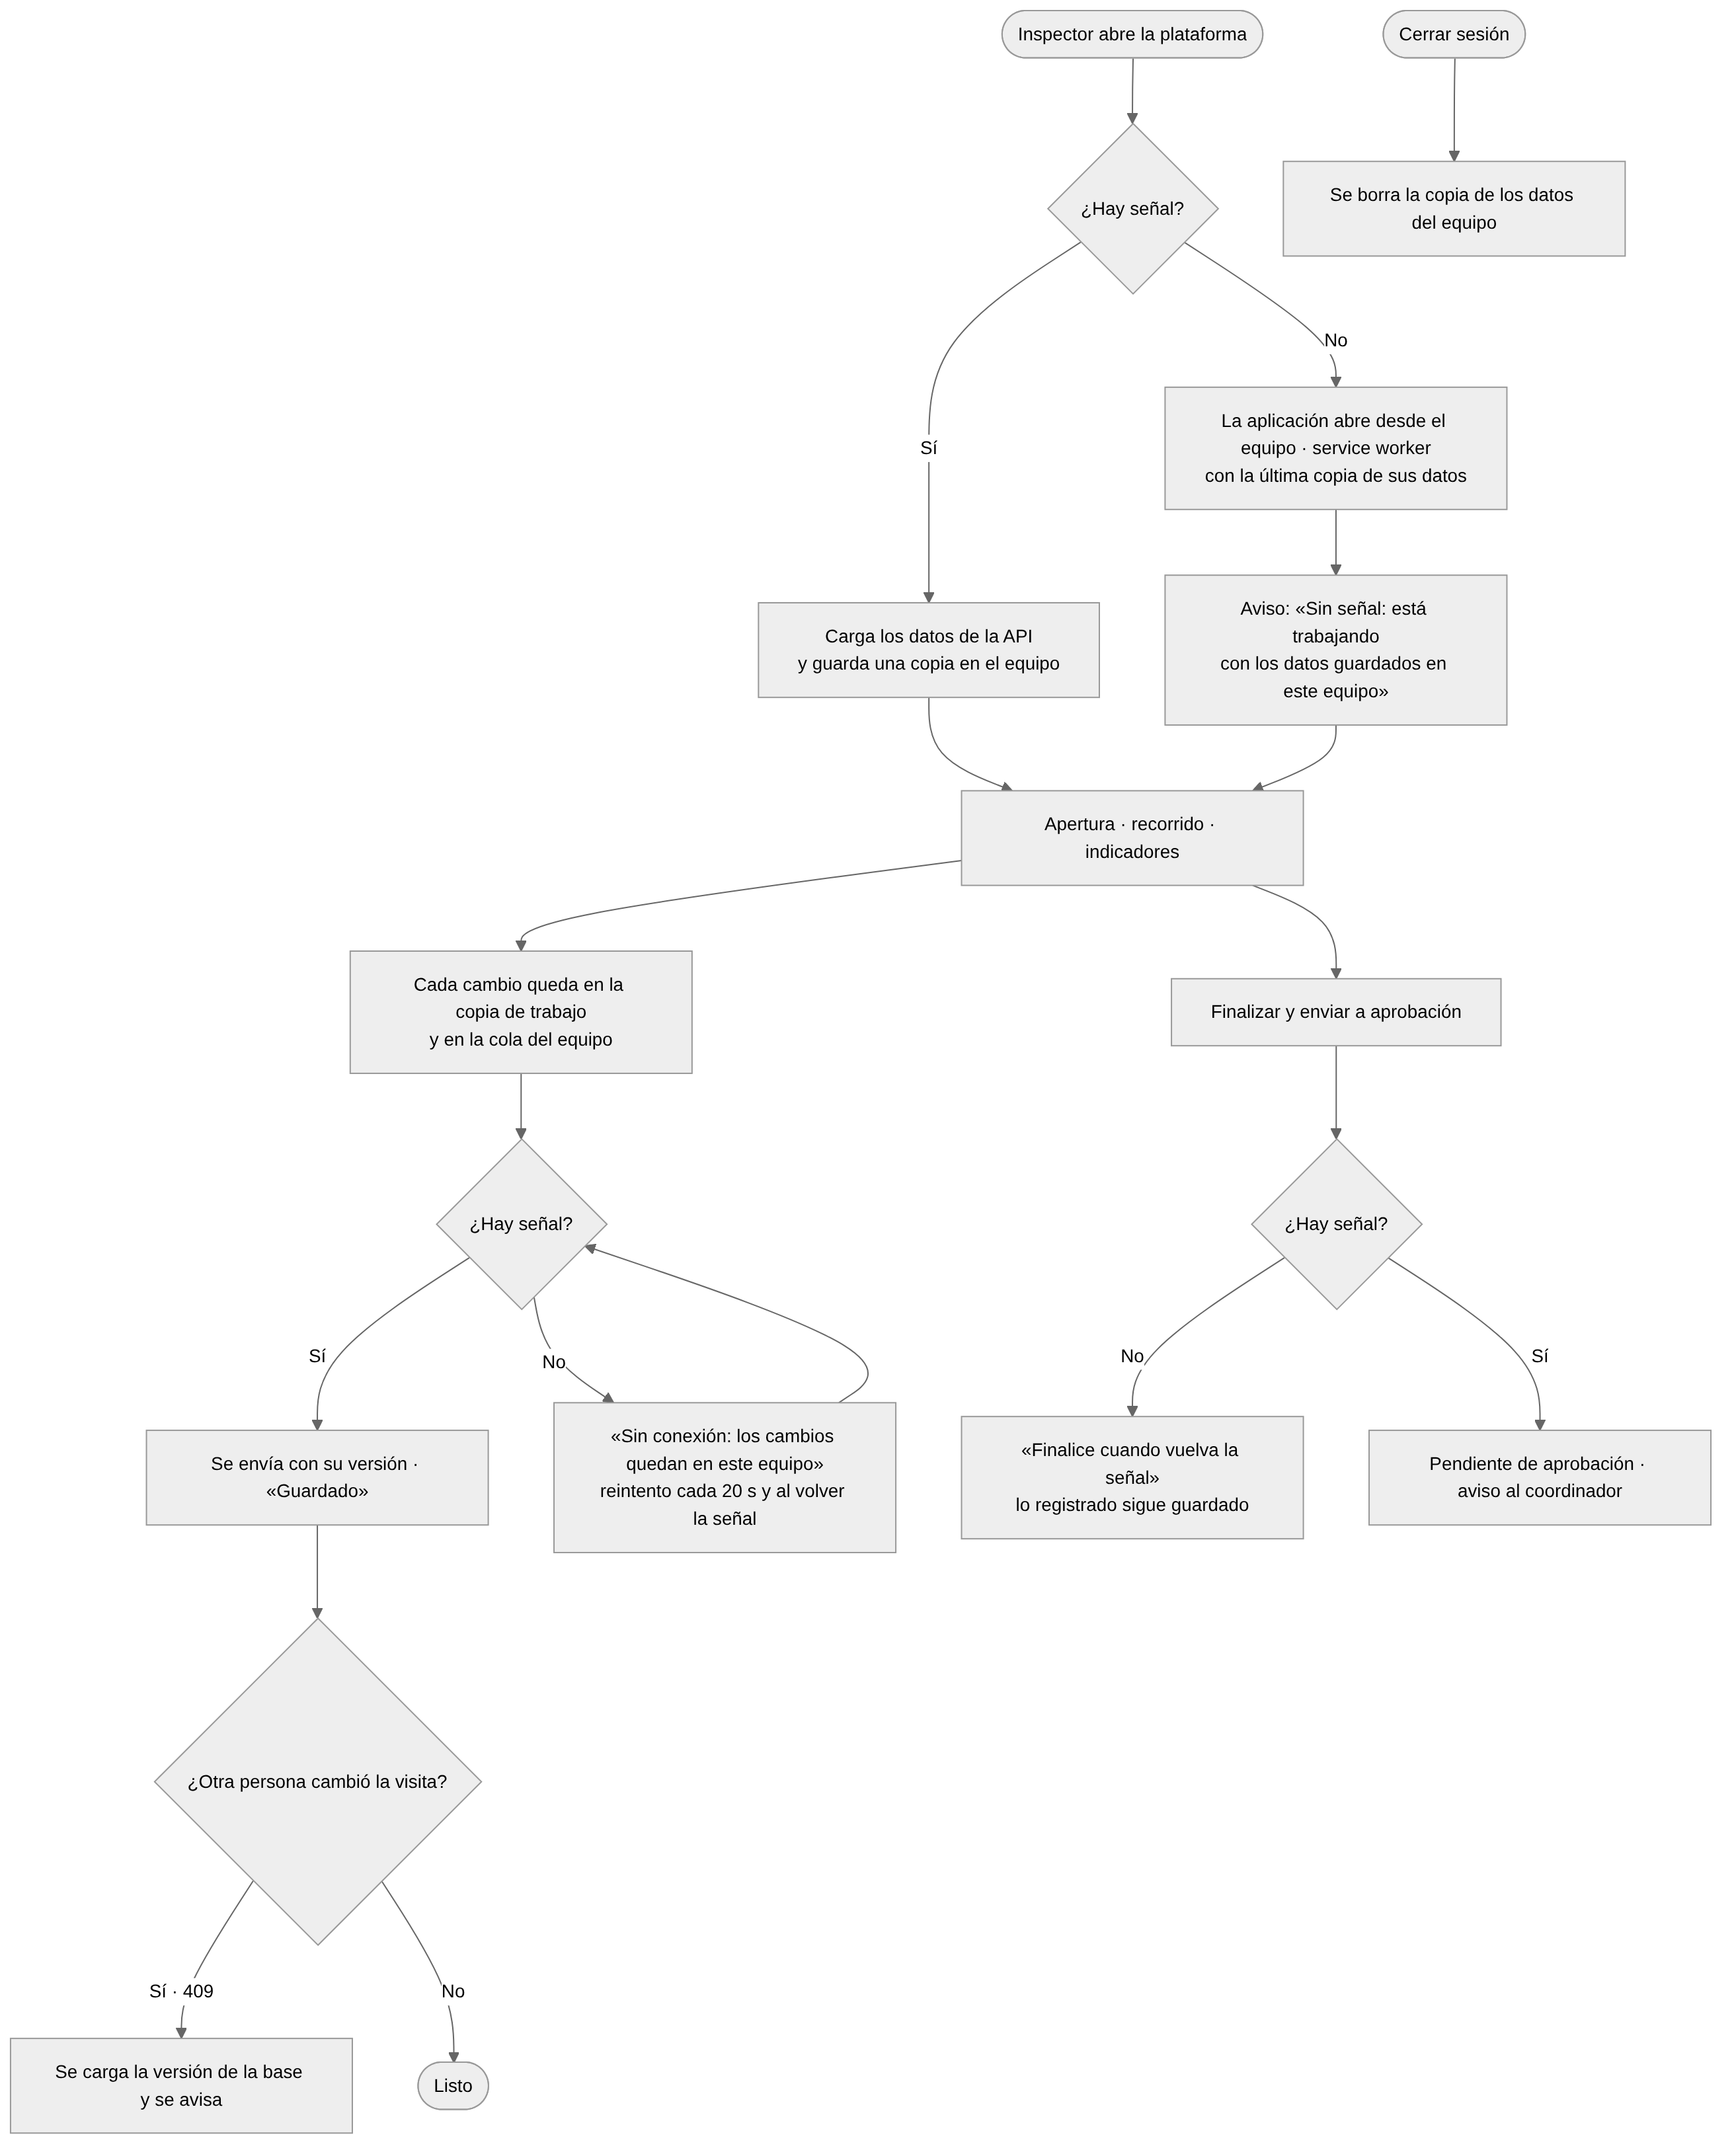 Inspector abre la plataforma
Cerrar sesión
¿Hay señal?
Se borra la copia de los datos
del equipo
No
Sí
La aplicación abre desde el
equipo · service worker
con la última copia de sus datos
Carga los datos de la API
y guarda una copia en el equipo
Aviso: «Sin señal: está
trabajando
con los datos guardados en
este equipo»
Apertura · recorrido ·
indicadores
Cada cambio queda en la
copia de trabajo
y en la cola del equipo
Finalizar y enviar a aprobación
¿Hay señal?
¿Hay señal?
Sí
No
No
Sí
Se envía con su versión ·
«Guardado»
«Sin conexión: los cambios
quedan en este equipo»
reintento cada 20 s y al volver
la señal
«Finalice cuando vuelva la
señal»
lo registrado sigue guardado
Pendiente de aprobación ·
aviso al coordinador
¿Otra persona cambió la visita?
Sí · 409
No
Se carga la versión de la base
y se avisa
Listo